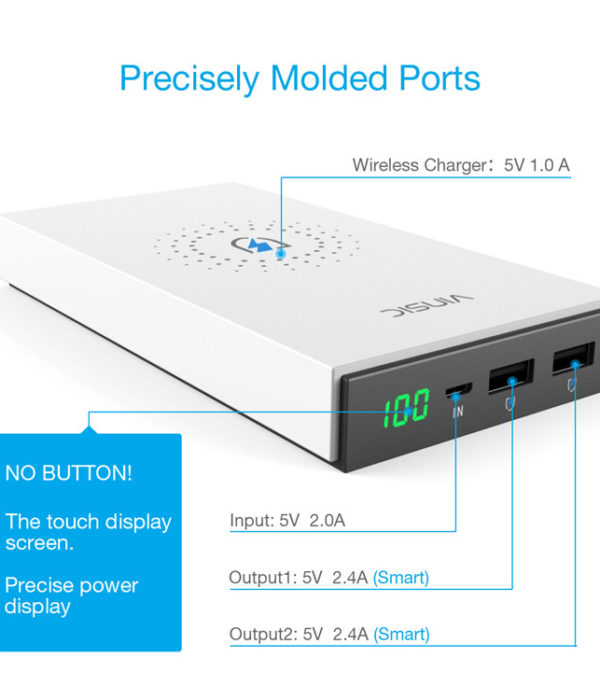 Precisely Molded Ports
Wireless Charger: 5V 1.0 A
VINSIC
100
IN
NO BUTTON!
The touch display
screen.
Precise power
display
Input: 5V 2.0A
Output1: 5V 2.4A (Smart)
Output2: 5V 2.4A (Smart)